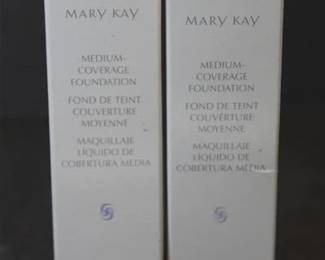 MARY KAY
MEDIUM-
COVERAGE
FOUNDATION
FOND DE TEINT
COUVERTURE
MOYENNE
MAQUILLAJE
LÍQUIDO DE
COBERTURA MEDIA
MARY KAY
MEDIUM-
COVERAGE
FOUNDATION
FOND DE TEINT
COUVERTURE
MOYENNE
MAQUILLAJE
LÍQUIDO DE
COBERTURA MEDIA